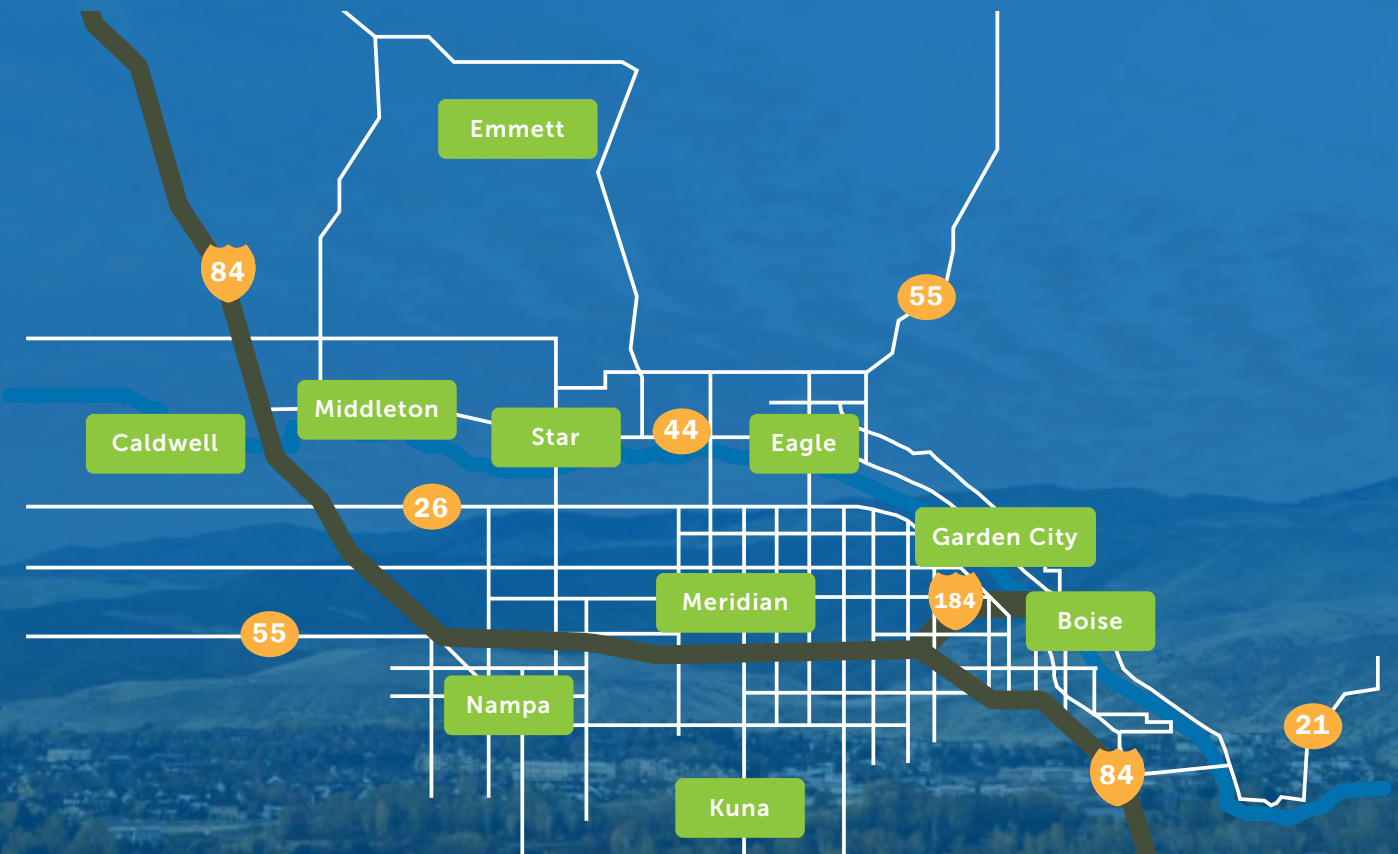 Emmett
84
55
Middleton
Star
44
Eagle
Caldwell
26
Garden City
184
Meridian
Boise
55
Nampa
21
84
Kuna